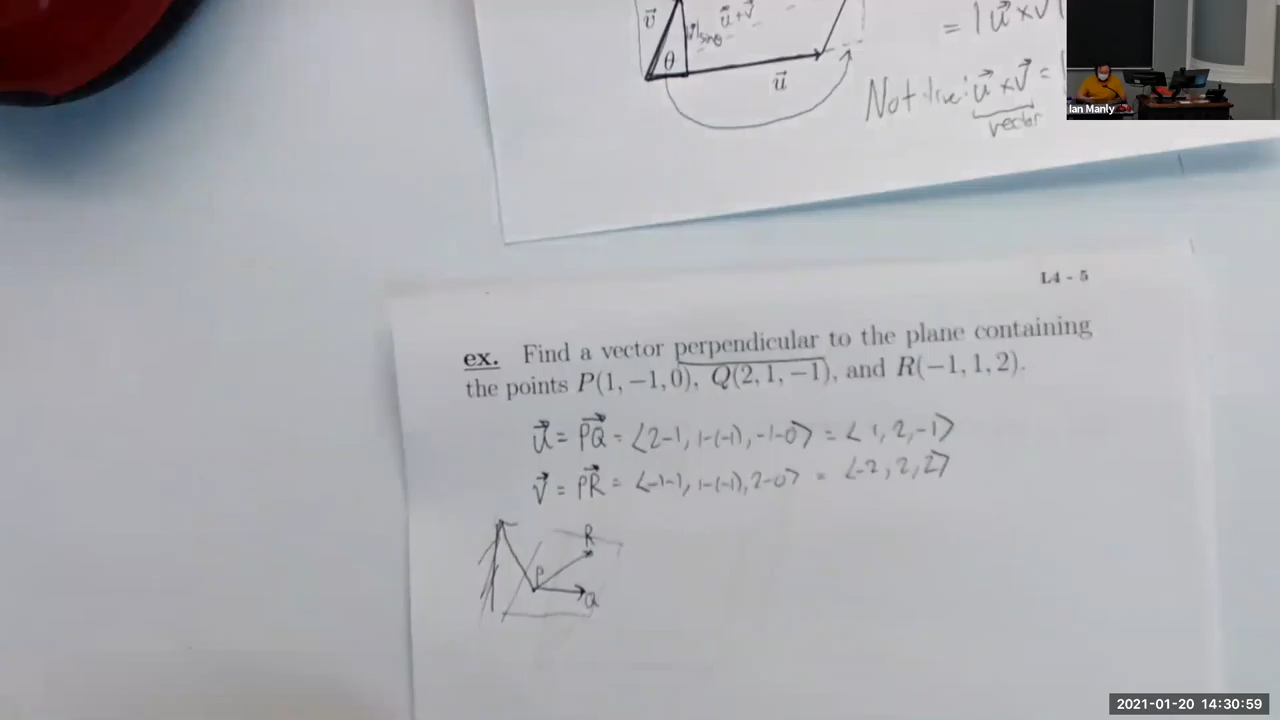 v⃗
|v⃗|sinθ
u⃗+v⃗
θ
u⃗
= |u⃗ x v⃗|
Not true: u⃗ x v⃗ =
vector
Ian Manly
L4 - 5
ex. Find a vector perpendicular to the plane containing
the points P(1, −1, 0), Q(2, 1, −1), and R(−1, 1, 2).
u⃗ = PQ⃗ = ⟨2-1, 1-(-1), -1-0⟩ = ⟨1, 2, -1⟩
v⃗ = PR⃗ = ⟨-1-1, 1-(-1), 2-0⟩ = ⟨-2, 2, 2⟩
R
P
Q
2021-01-20 14:30:59